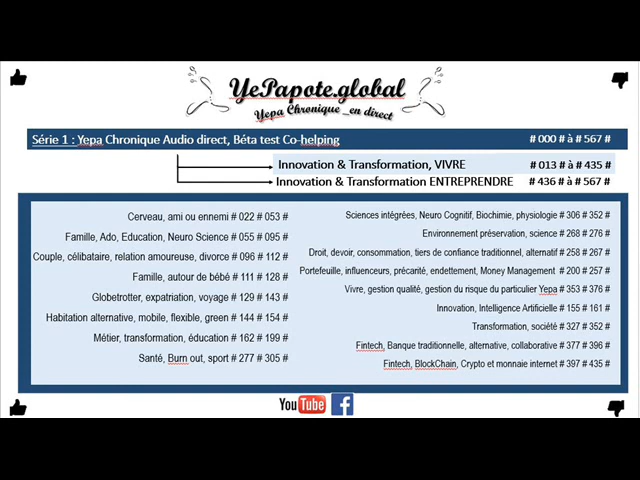 YePapote.global
Yepa Chronique _en direct
Série 1 : Yepa Chronique Audio direct, Béta test Co-helping # 000 # à # 567 #
Innovation & Transformation, VIVRE # 013 # à # 435 #
Innovation & Transformation ENTREPRENDRE # 436 # à # 567 #
Cerveau, ami ou ennemi # 022 # 053 #
Famille, Ado, Education, Neuro Science # 055 # 095 #
Couple, célibataire, relation amoureuse, divorce # 096 # 112 #
Famille, autour de bébé # 111 # 128 #
Globetrotter, expatriation, voyage # 129 # 143 #
Habitation alternative, mobile, flexible, green # 144 # 154 #
Métier, transformation, éducation # 162 # 199 #
Santé, Burn out, sport # 277 # 305 #
Sciences intégrées, Neuro Cognitif, Biochimie, physiologie # 306 # 352 #
Environnement préservation, science # 268 # 276 #
Droit, devoir, consommation, tiers de confiance traditionnel, alternatif # 258 # 267 #
Portefeuille, influenceurs, précarité, endettement, Money Management # 200 # 257 #
Vivre, gestion qualité, gestion du risque du particulier Yepa # 353 # 376 #
Innovation, Intelligence Artificielle # 155 # 161 #
Transformation, société # 327 # 352 #
Fintech, Banque traditionnelle, alternative, collaborative # 377 # 396 #
Fintech, BlockChain, Crypto et monnaie internet # 397 # 435 #
YouTube f